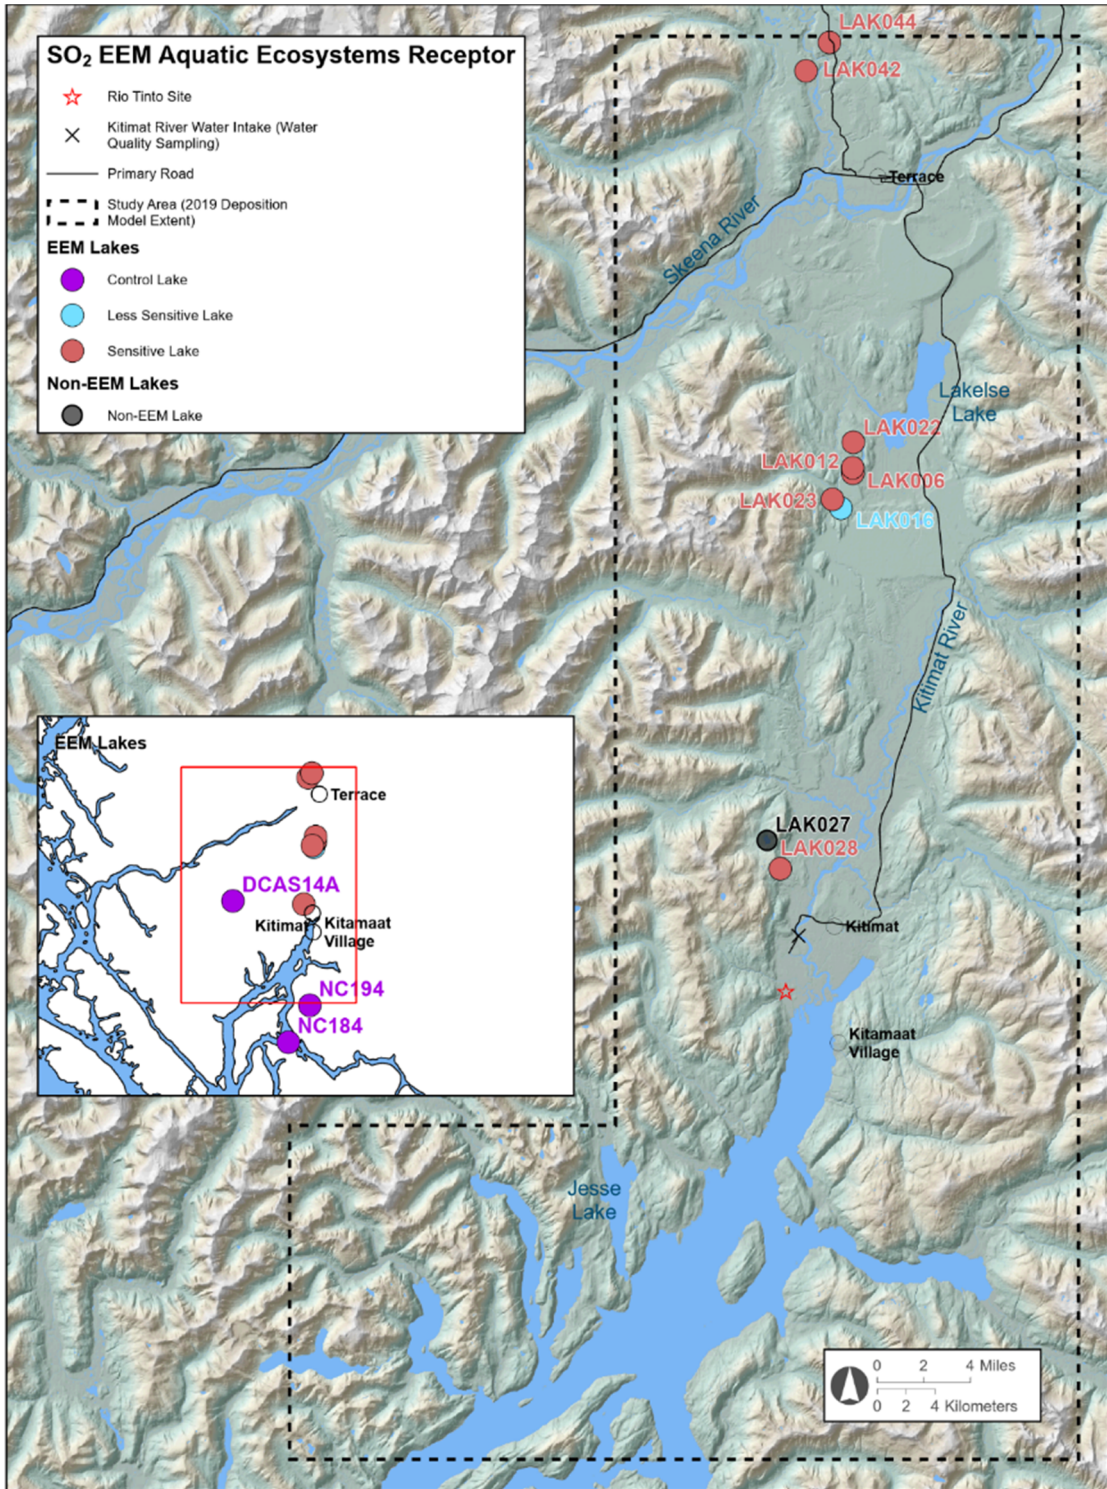 SO₂ EEM Aquatic Ecosystems Receptor
Rio Tinto Site
Kitimat River Water Intake (Water
Quality Sampling)
Primary Road
Study Area (2019 Deposition
Model Extent)
EEM Lakes
Control Lake
Less Sensitive Lake
Sensitive Lake
Non-EEM Lakes
Non-EEM Lake
LAK044
LAK042
Terrace
Skeena River
Lakelse
Lake
LAK022
LAK012
LAK006
LAK023
LAK016
Kitimat River
LAK027
LAK028
Kitimat
Kitamaat
Village
Jesse
Lake
EEM Lakes
Terrace
DCAS14A
Kitimat
Kitamaat
Village
NC194
NC184
0 2 4 Miles
0 2 4 Kilometers